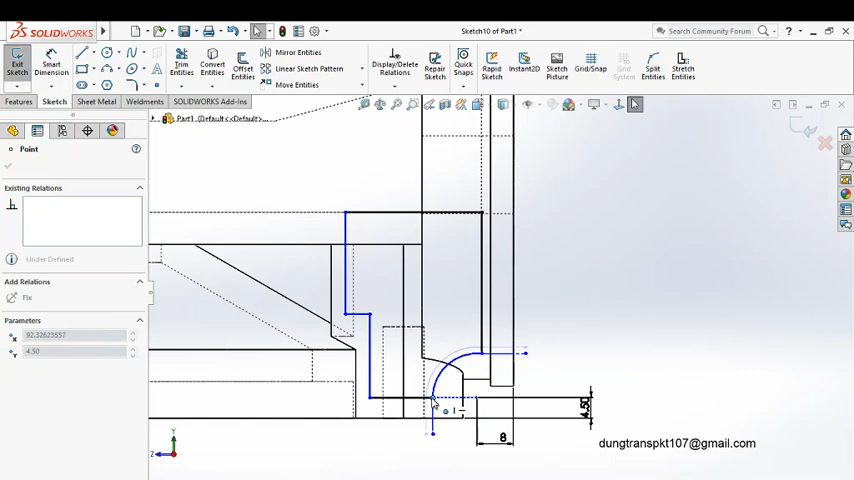 SOLIDWORKS
Sketch10 of Part1 *
Search Community Forum
Exit Sketch
Smart Dimension
Trim Entities
Convert Entities
Offset Entities
Mirror Entities
Linear Sketch Pattern
Move Entities
Display/Delete Relations
Repair Sketch
Quick Snaps
Rapid Sketch
Instant2D
Sketch Picture
Grid/Snap
Grid System
Split Entities
Stretch Entities
Features
Sketch
Sheet Metal
Weldments
SOLIDWORKS Add-Ins
Part1 (Default<<Default>...
Point
Existing Relations
Under Defined
Add Relations
Fix
Parameters
92.32623557
4.50
4.50
8
Y
Z
X
dungtranspkt107@gmail.com